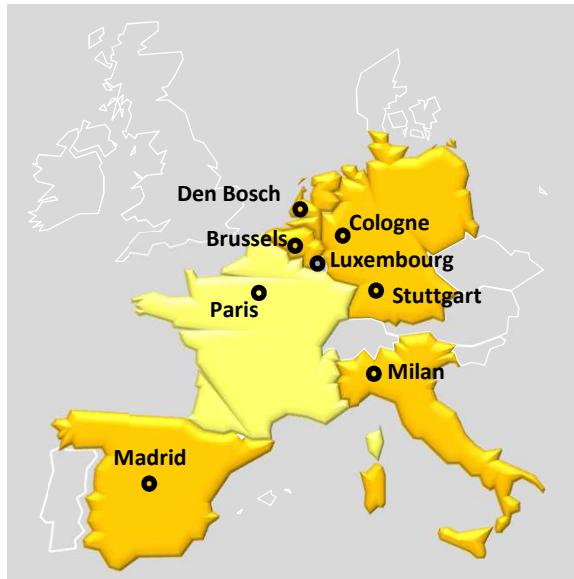 Den Bosch
Cologne
Brussels
Luxembourg
Stuttgart
Paris
Milan
Madrid